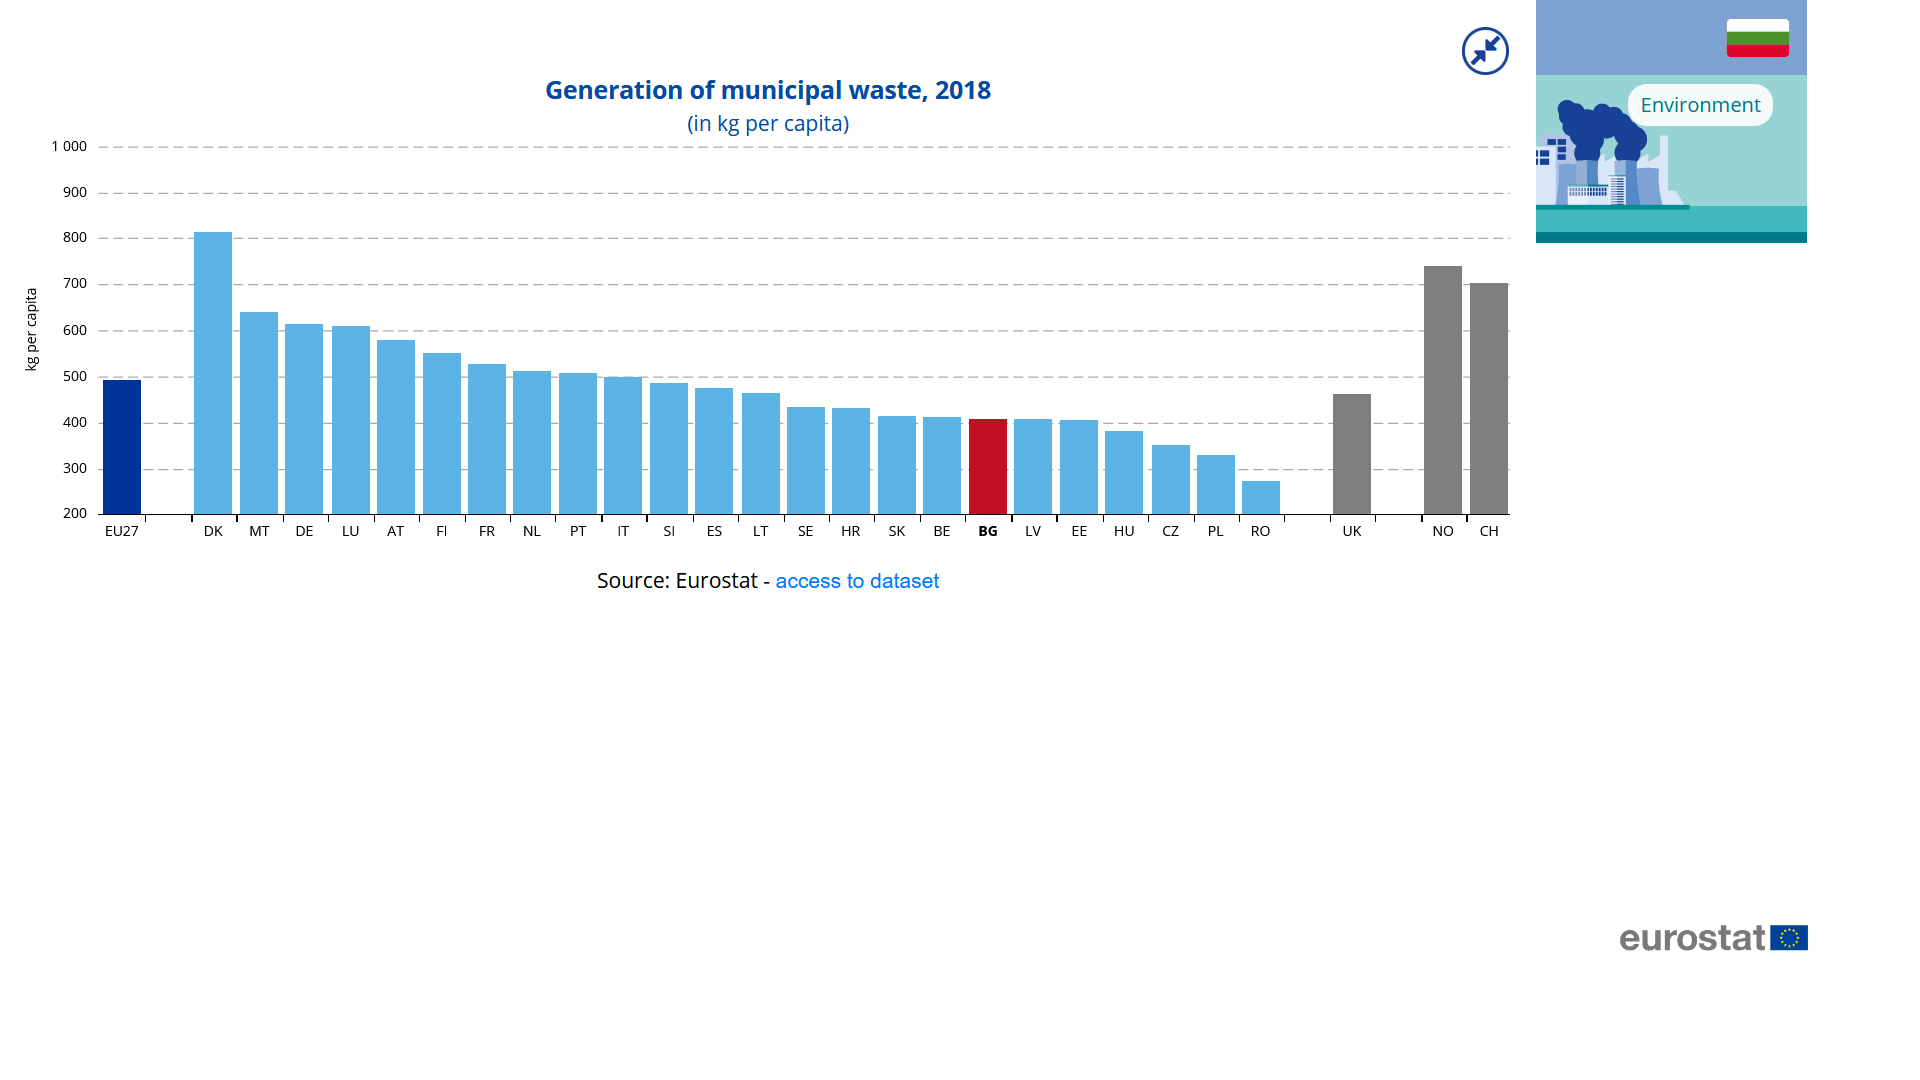 Environment
Generation of municipal waste, 2018
(in kg per capita)
1 000
900
800
700
600
500
400
300
200
kg per capita
EU27 DK MT DE LU AT FI FR NL PT IT SI ES LT SE HR SK BE BG LV EE HU CZ PL RO UK NO CH
Source: Eurostat - access to dataset
eurostat